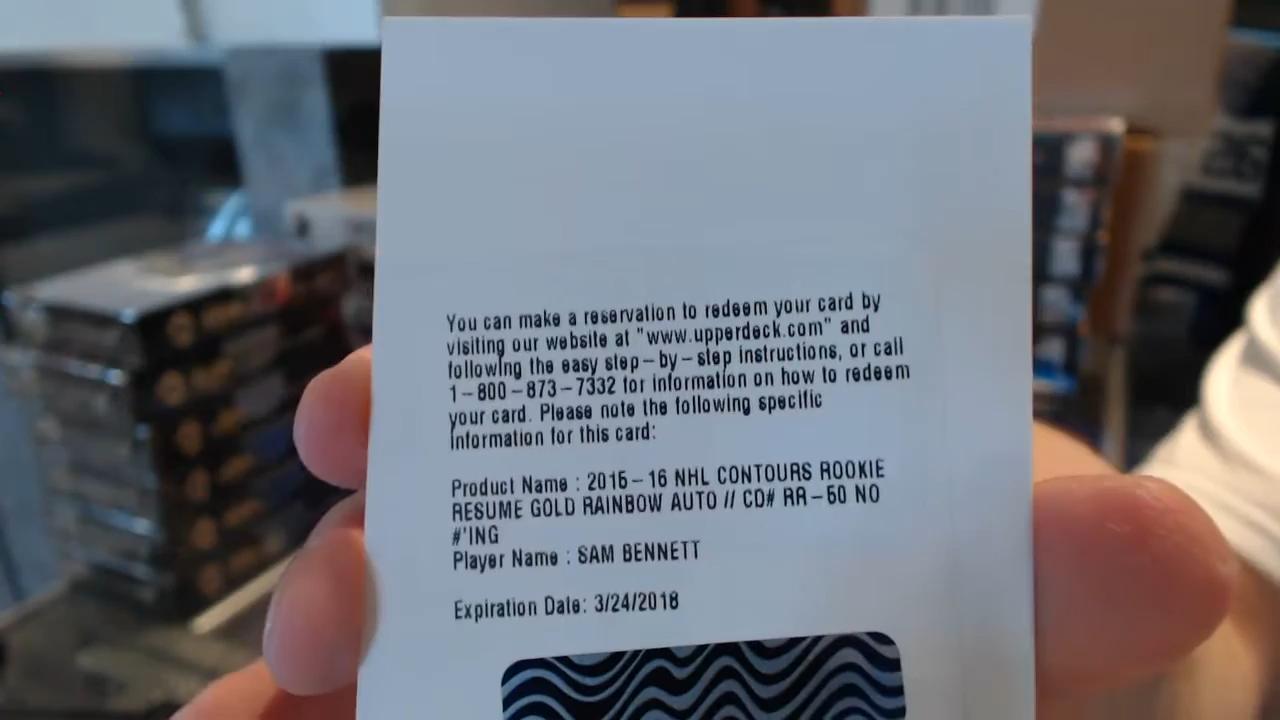 You can make a reservation to redeem your card by
visiting our website at "www.upperdeck.com" and
following the easy step-by-step instructions, or call
1-800-873-7332 for information on how to redeem
your card. Please note the following specific
information for this card:
Product Name : 2015-16 NHL CONTOURS ROOKIE
RESUME GOLD RAINBOW AUTO // CD# RR-50 NO
#'ING
Player Name : SAM BENNETT
Expiration Date: 3/24/2018